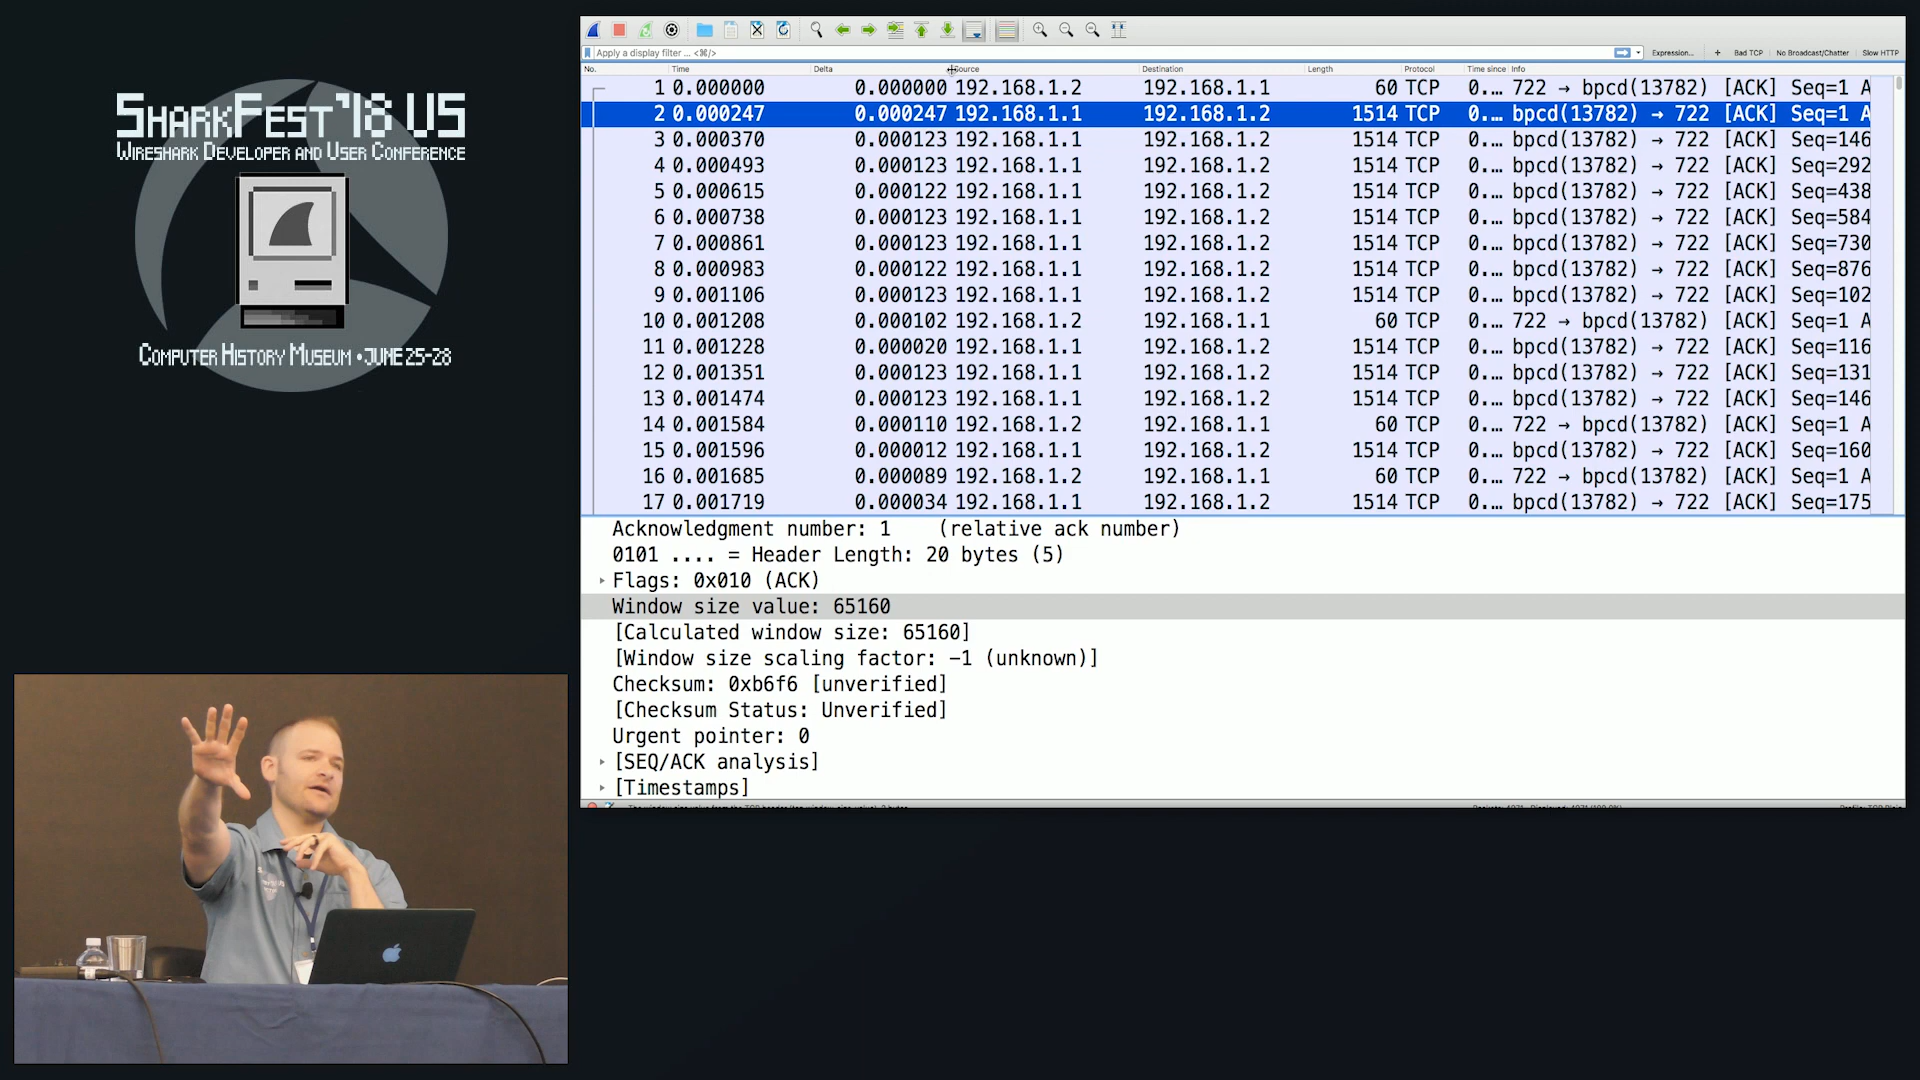 SharkFest '18 US
Wireshark Developer and User Conference
Computer History Museum • June 25-28
Apply a display filter ... <⌘/>
Expression... + Bad TCP No Broadcast/Chatter Slow HTTP
No. Time Delta Source Destination Length Protocol Time since Info
1 0.000000 0.000000 192.168.1.2 192.168.1.1 60 TCP 0.… 722 → bpcd(13782) [ACK] Seq=1 A
2 0.000247 0.000247 192.168.1.1 192.168.1.2 1514 TCP 0.… bpcd(13782) → 722 [ACK] Seq=1 A
3 0.000370 0.000123 192.168.1.1 192.168.1.2 1514 TCP 0.… bpcd(13782) → 722 [ACK] Seq=146
4 0.000493 0.000123 192.168.1.1 192.168.1.2 1514 TCP 0.… bpcd(13782) → 722 [ACK] Seq=292
5 0.000615 0.000122 192.168.1.1 192.168.1.2 1514 TCP 0.… bpcd(13782) → 722 [ACK] Seq=438
6 0.000738 0.000123 192.168.1.1 192.168.1.2 1514 TCP 0.… bpcd(13782) → 722 [ACK] Seq=584
7 0.000861 0.000123 192.168.1.1 192.168.1.2 1514 TCP 0.… bpcd(13782) → 722 [ACK] Seq=730
8 0.000983 0.000122 192.168.1.1 192.168.1.2 1514 TCP 0.… bpcd(13782) → 722 [ACK] Seq=876
9 0.001106 0.000123 192.168.1.1 192.168.1.2 1514 TCP 0.… bpcd(13782) → 722 [ACK] Seq=102
10 0.001208 0.000102 192.168.1.2 192.168.1.1 60 TCP 0.… 722 → bpcd(13782) [ACK] Seq=1 A
11 0.001228 0.000020 192.168.1.1 192.168.1.2 1514 TCP 0.… bpcd(13782) → 722 [ACK] Seq=116
12 0.001351 0.000123 192.168.1.1 192.168.1.2 1514 TCP 0.… bpcd(13782) → 722 [ACK] Seq=131
13 0.001474 0.000123 192.168.1.1 192.168.1.2 1514 TCP 0.… bpcd(13782) → 722 [ACK] Seq=146
14 0.001584 0.000110 192.168.1.2 192.168.1.1 60 TCP 0.… 722 → bpcd(13782) [ACK] Seq=1 A
15 0.001596 0.000012 192.168.1.1 192.168.1.2 1514 TCP 0.… bpcd(13782) → 722 [ACK] Seq=160
16 0.001685 0.000089 192.168.1.2 192.168.1.1 60 TCP 0.… 722 → bpcd(13782) [ACK] Seq=1 A
17 0.001719 0.000034 192.168.1.1 192.168.1.2 1514 TCP 0.… bpcd(13782) → 722 [ACK] Seq=175
Acknowledgment number: 1 (relative ack number)
0101 .... = Header Length: 20 bytes (5)
Flags: 0x010 (ACK)
Window size value: 65160
[Calculated window size: 65160]
[Window size scaling factor: -1 (unknown)]
Checksum: 0xb6f6 [unverified]
[Checksum Status: Unverified]
Urgent pointer: 0
[SEQ/ACK analysis]
[Timestamps]